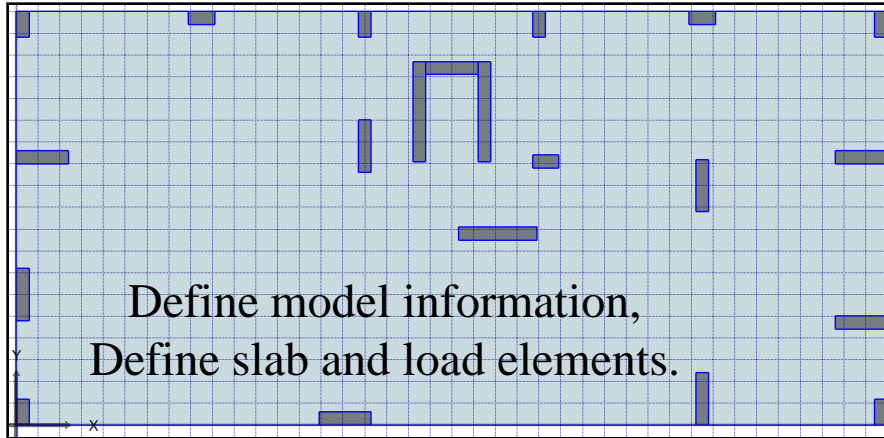 Define model information,
Define slab and load elements.
Y
X